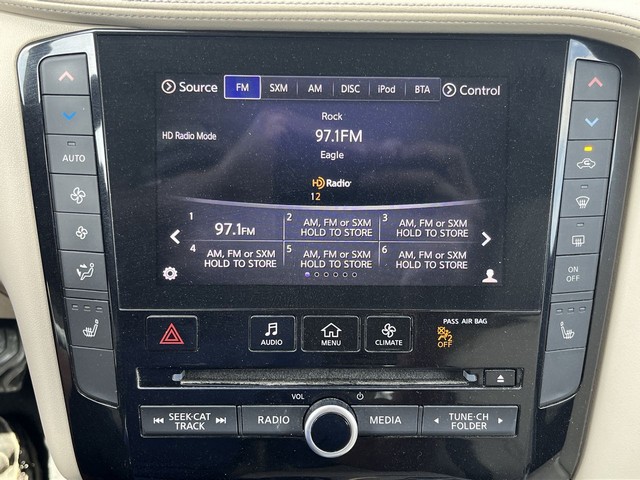 Source FM SXM AM DISC iPod BTA Control
Rock
HD Radio Mode 97.1FM
Eagle
HD Radio
12
1 97.1FM 2 AM, FM or SXM HOLD TO STORE 3 AM, FM or SXM HOLD TO STORE
4 AM, FM or SXM HOLD TO STORE 5 AM, FM or SXM HOLD TO STORE 6 AM, FM or SXM HOLD TO STORE
AUTO
ON
OFF
AUDIO MENU CLIMATE
PASS AIR BAG
2
OFF
VOL
SEEK·CAT
TRACK
RADIO MEDIA
TUNE·CH
FOLDER